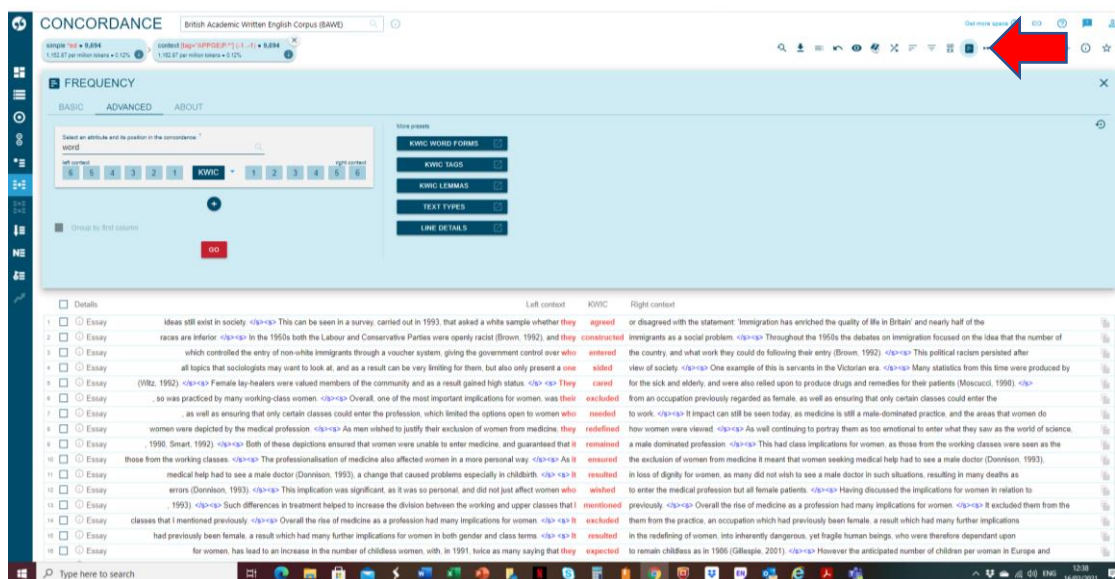 CONCORDANCE British Academic Written English Corpus (BAWE) Get more space
simple *ed ● 9,894
1,152.87 per million tokens ● 0.12%
1,152.87 per million tokens ● 0.12%
FREQUENCY
BASIC ADVANCED ABOUT
Select an attribute and its position in the concordance
word
left context right context
6 5 4 3 2 1 KWIC 1 2 3 4 5 6
Group by first column
GO
More presets
KWIC WORD FORMS
KWIC TAGS
KWIC LEMMAS
TEXT TYPES
LINE DETAILS
Details Left context KWIC Right context
1 Essay ideas still exist in society. </s><s> This can be seen in a survey, carried out in 1993, that asked a white sample whether they agreed or disagreed with the statement: 'Immigration has enriched the quality of life in Britain' and nearly half of the
2 Essay races are inferior. </s><s> In the 1950s both the Labour and Conservative Parties were openly racist (Brown, 1992), and they constructed immigrants as a social problem. </s><s> Throughout the 1950s the debates on immigration focused on the idea that the number of
3 Essay which controlled the entry of non-white immigrants through a voucher system, giving the government control over who entered the country, and what work they could do following their entry (Brown, 1992). </s><s> This political racism persisted after
4 Essay all topics that sociologists may want to look at, and as a result can be very limiting for them, but also only present a one sided view of society. </s><s> One example of this is servants in the Victorian era. </s><s> Many statistics from this time were produced by
5 Essay (Witz, 1992). </s><s> Female lay-healers were valued members of the community and as a result gained high status. </s> <s> They cared for the sick and elderly, and were also relied upon to produce drugs and remedies for their patients (Moscucci, 1990). </s>
6 Essay , so was practiced by many working-class women. </s><s> Overall, one of the most important implications for women, was their excluded from an occupation previously regarded as female, as well as ensuring that only certain classes could enter the
7 Essay , as well as ensuring that only certain classes could enter the profession, which limited the options open to women who needed to work. </s><s> It impact can still be seen today, as medicine is still a male-dominated practice, and the areas that women do
8 Essay women were depicted by the medical profession. </s><s> As men wished to justify their exclusion of women from medicine, they redefined how women were viewed. </s><s> As well continuing to portray them as too emotional to enter what they saw as the world of science,
9 Essay , 1990, Smart, 1992). </s><s> Both of these depictions ensured that women were unable to enter medicine, and guaranteed that it remained a male dominated profession. </s><s> This had class implications for women, as those from the working classes were seen as the
10 Essay those from the working classes. </s><s> The professionalisation of medicine also affected women in a more personal way. </s><s> As it ensured the exclusion of women from medicine it meant that women seeking medical help had to see a male doctor (Donnison, 1993),
11 Essay medical help had to see a male doctor (Donnison, 1993), a change that caused problems especially in childbirth. </s> <s> It resulted in loss of dignity for women, as many did not wish to see a male doctor in such situations, resulting in many deaths as
12 Essay errors (Donnison, 1993). </s><s> This implication was significant, as it was so personal, and did not just affect women who wished to enter the medical profession but all female patients. </s><s> Having discussed the implications for women in relation to
13 Essay , 1993). </s><s> Such differences in treatment helped to increase the division between the working and upper classes that I mentioned previously. </s><s> Overall the rise of medicine as a profession had many implications for women. </s><s> It excluded them from the
14 Essay classes that I mentioned previously. </s><s> Overall the rise of medicine as a profession had many implications for women. </s> <s> It excluded them from the practice, an occupation which had previously been female, a result which had many further implications
15 Essay had previously been female, a result which had many further implications for women in both gender and class terms. </s> <s> It resulted in the redefining of women, into inherently dangerous, yet fragile human beings, who were therefore dependant upon
16 Essay for women, has lead to an increase in the number of childless women, with, in 1991, twice as many saying that they expected to remain childless as in 1986 (Gillespie, 2001). </s><s> However the anticipated number of children per woman in Europe and
Type here to search ENG 12:38